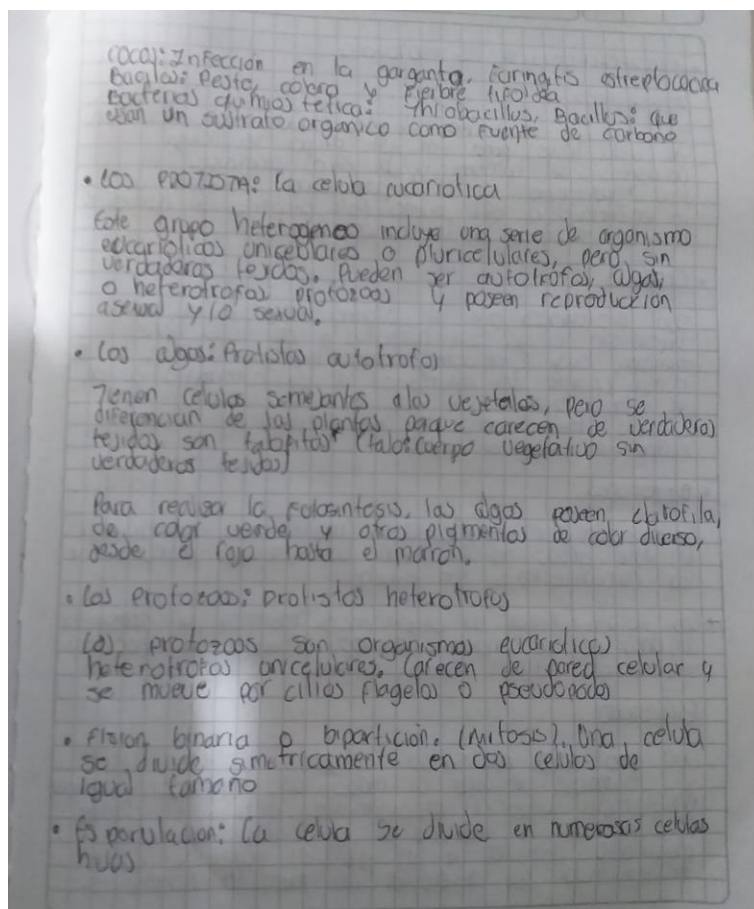 Cocos: Infección en la garganta, faringitis estreptococica
Bacilos: Peste, colera y fierbre tifoidea
bacterias quimiosteticas: Thiobacillus, Bacillus: que
usan un sustrato organico como fuente de carbono
• Los PROTISTA: la celula eucariotica
Este grupo heterogeneo incluye una serie de organismo
eucarioticos unicelulares o pluricelulares, pero sin
verdaderos tejidos. Pueden ser autotrofos, algas,
o heterotrofos protozoos y poseen reproducción
asexual y/o sexual.
• Los algas: Protistas autotrofos
Tienen celulas semejantes a los vegetales, pero se
diferencian de las plantas porque carecen de verdaderos
tejidos son talofitas (talos: cuerpo vegetativo sin
verdaderos tejidos)
Para realisar la fotosintesis, las algas poseen clorofila,
de color verde y otros pigmentos de color diverso,
desde el rojo hasta el marron.
• Los protozoos: protistas heterotrofos
Los protozoos son organismos eucarioticos
heterotrofos unicelulares. Carecen de pared celular y
se mueve por cilios flagelos o pseudopodos
• fision binaria o biparticion. (mitosis). Una celula
se divide simetricamente en dos celulas de
igual tamaño
• Esporulacion: La celula se divide en numerosas celulas
hijas